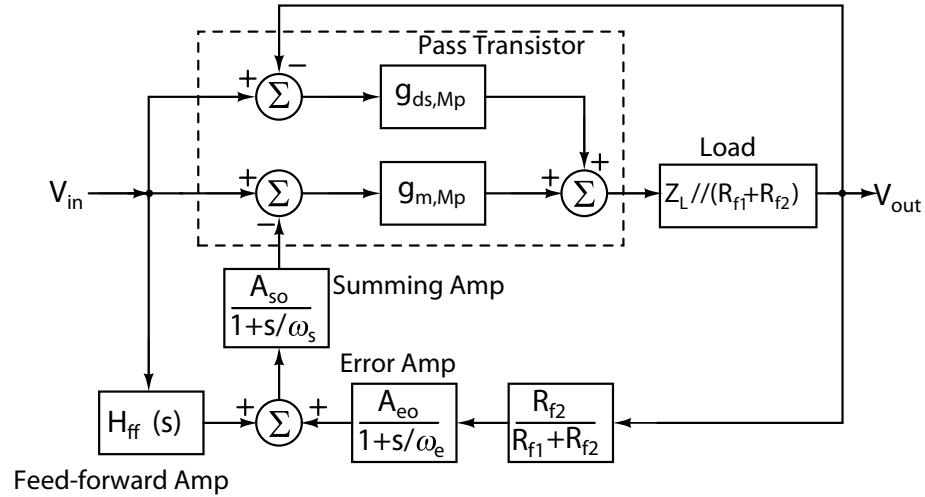 Pass Transistor
+
−
Σ
g_ds,Mp
+
Load
V_in
+
−
Σ
g_m,Mp
+
Σ
Z_L//(R_f1+R_f2)
V_out
A_so
1+s/ω_s
Summing Amp
Error Amp
H_ff (s)
+
Σ
+
A_eo
1+s/ω_e
R_f2
R_f1+R_f2
Feed-forward Amp